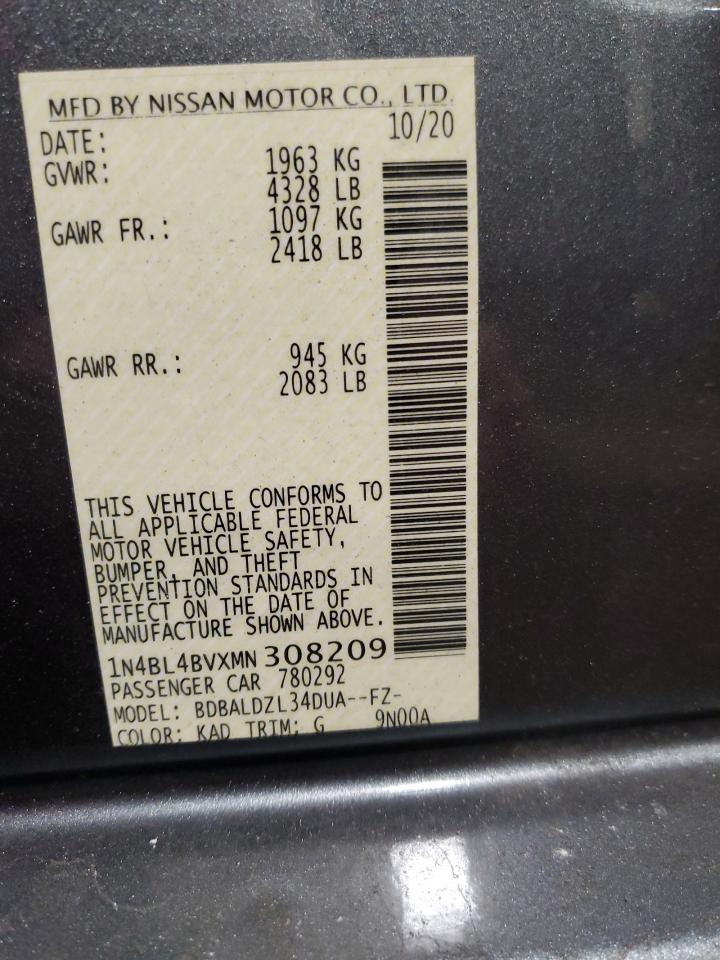 MFD BY NISSAN MOTOR CO., LTD.
DATE: 10/20
GVWR: 1963 KG
4328 LB
GAWR FR.: 1097 KG
2418 LB
GAWR RR.: 945 KG
2083 LB
THIS VEHICLE CONFORMS TO
ALL APPLICABLE FEDERAL
MOTOR VEHICLE SAFETY,
BUMPER, AND THEFT
PREVENTION STANDARDS IN
EFFECT ON THE DATE OF
MANUFACTURE SHOWN ABOVE.
1N4BL4BVXMN308209
PASSENGER CAR 780292
MODEL: BDBALDZL34DUA--FZ-
COLOR: KAD TRIM: G 9N00A